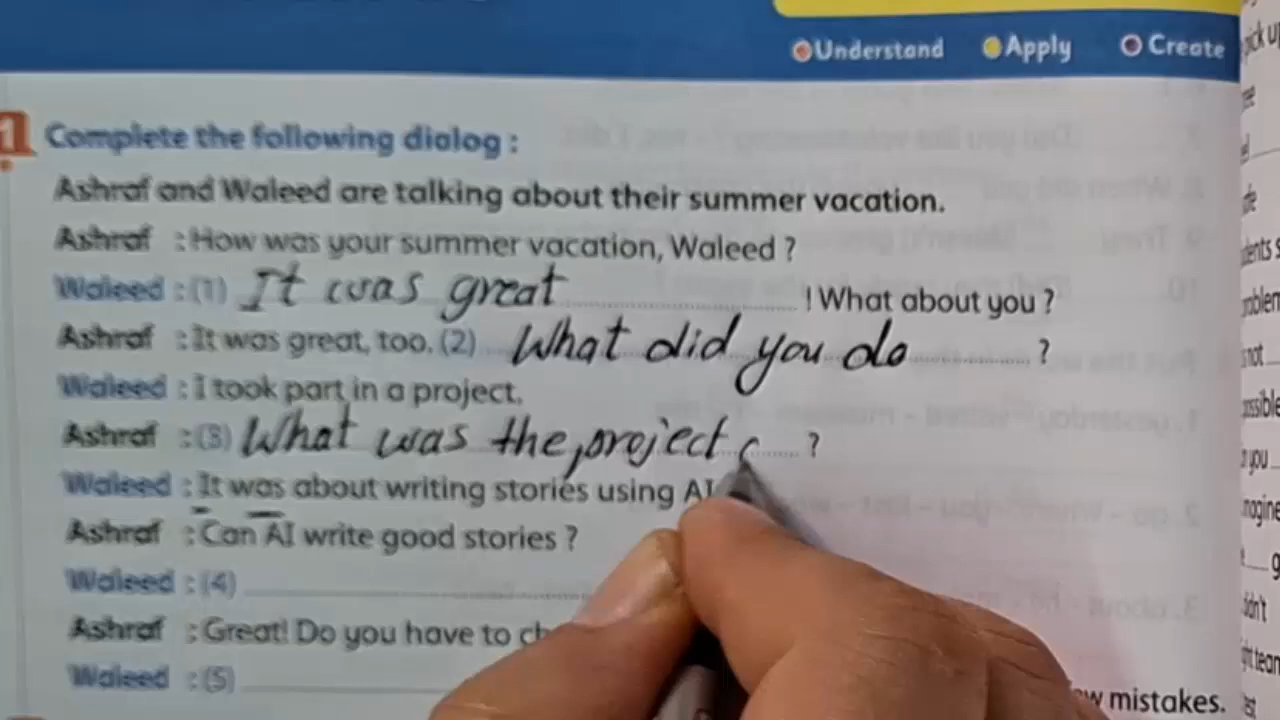 Understand Apply Create
1 Complete the following dialog :
Ashraf and Waleed are talking about their summer vacation.
Ashraf : How was your summer vacation, Waleed ?
Waleed : (1) It was great ! What about you ?
Ashraf : It was great, too. (2) What did you do ?
Waleed : I took part in a project.
Ashraf : (3) What was the project ?
Waleed : It was about writing stories using AI
Ashraf : Can AI write good stories ?
Waleed : (4)
Ashraf : Great! Do you have to
Waleed : (5)
mistakes.
pick up